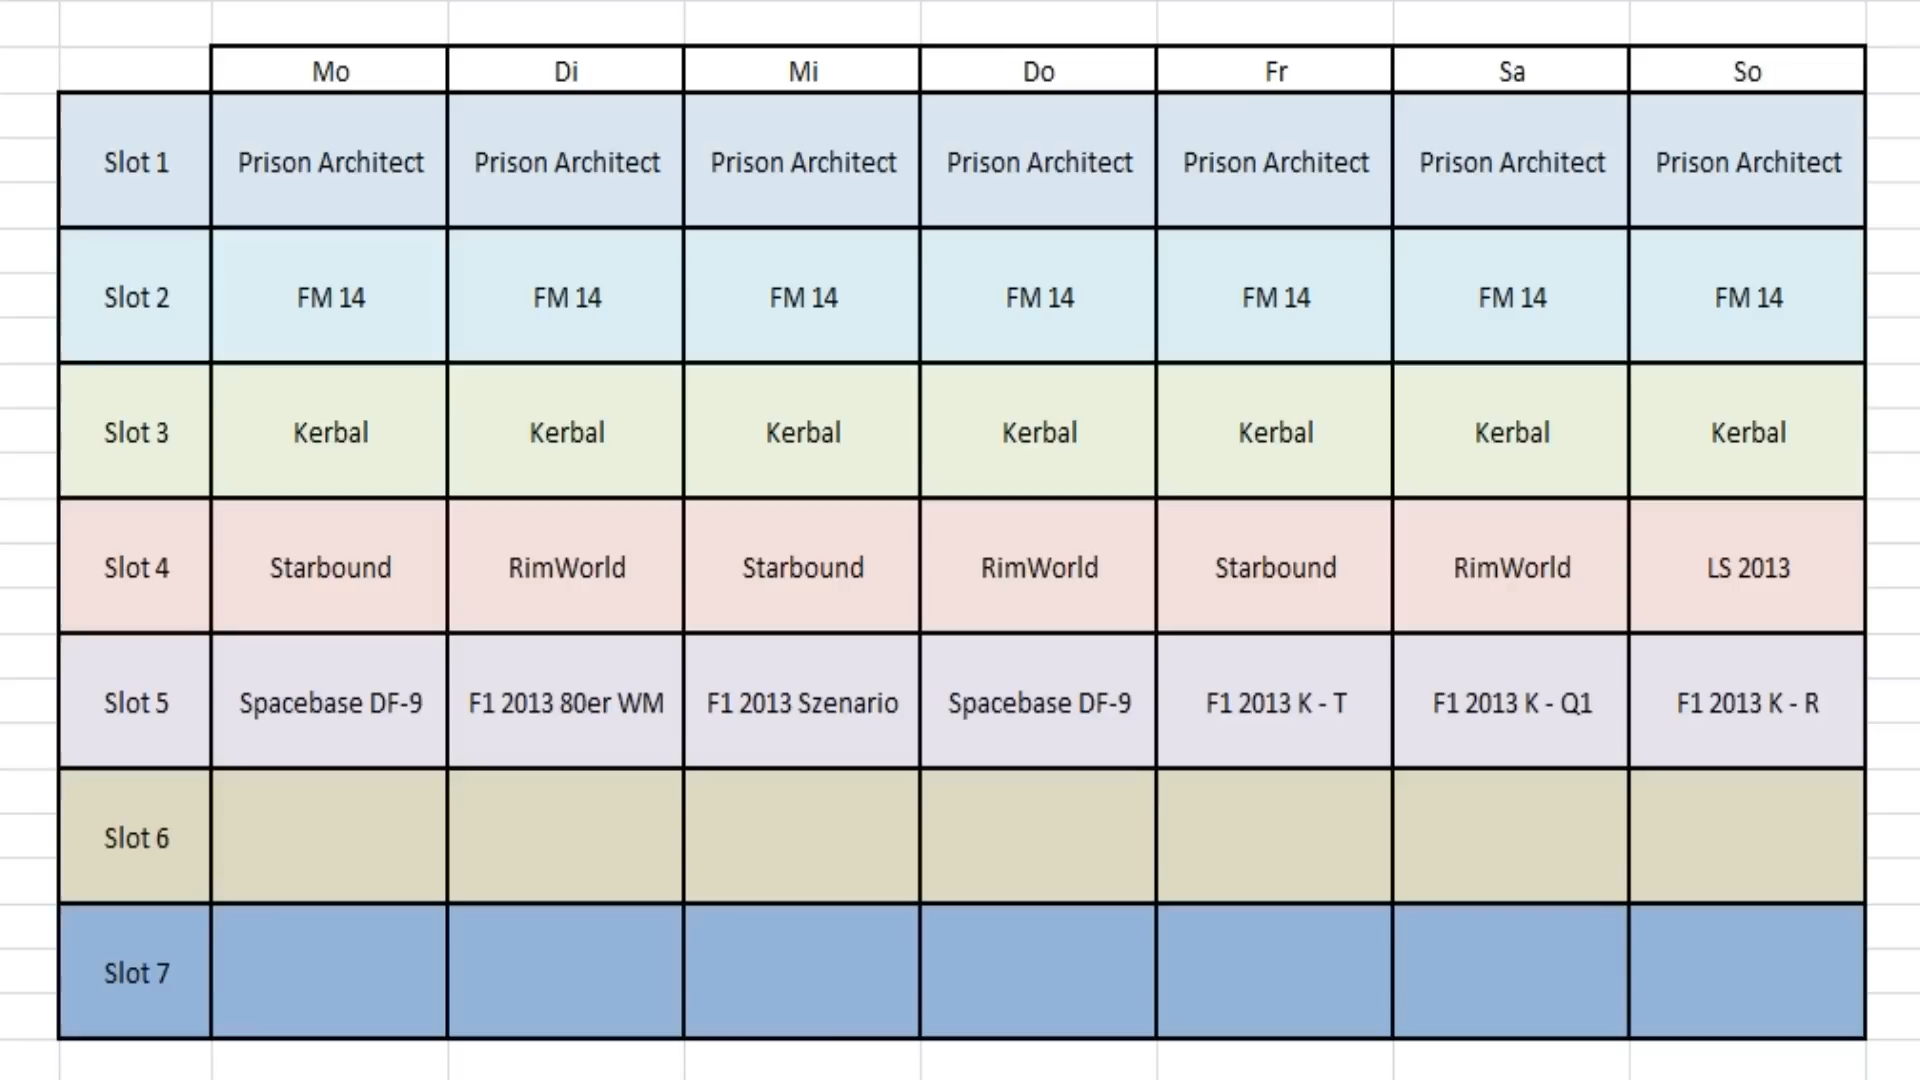 Mo Di Mi Do Fr Sa So
Slot 1 Prison Architect Prison Architect Prison Architect Prison Architect Prison Architect Prison Architect Prison Architect
Slot 2 FM 14 FM 14 FM 14 FM 14 FM 14 FM 14 FM 14
Slot 3 Kerbal Kerbal Kerbal Kerbal Kerbal Kerbal Kerbal
Slot 4 Starbound RimWorld Starbound RimWorld Starbound RimWorld LS 2013
Slot 5 Spacebase DF-9 F1 2013 80er WM F1 2013 Szenario Spacebase DF-9 F1 2013 K - T F1 2013 K - Q1 F1 2013 K - R
Slot 6
Slot 7